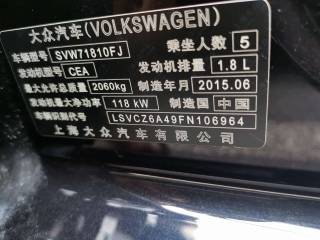 大众汽车(VOLKSWAGEN)
车辆型号 SVW71810FJ 乘坐人数 5
发动机型号 CEA 发动机排量 1.8 L
最大允许总质量 2060kg 制造年月 2015.06
发动机最大净功率 118 kW 制造国 中国
车辆识别代号 LSVCZ6A49FN106964
上海大众汽车有限公司